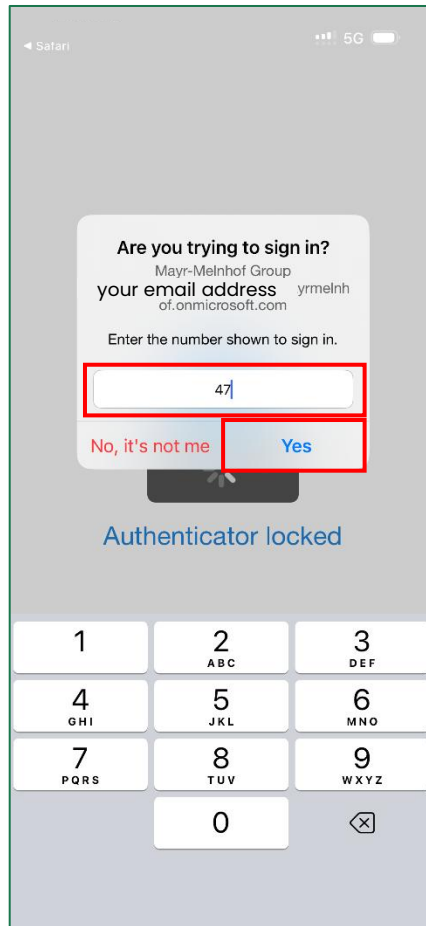 ◀ Safari
5G
Are you trying to sign in?
Mayr-Melnhof Group
your email address yrmelnh
of.onmicrosoft.com
Enter the number shown to sign in.
47
No, it's not me
Yes
Authenticator locked
1
2
ABC
3
DEF
4
GHI
5
JKL
6
MNO
7
PQRS
8
TUV
9
WXYZ
0